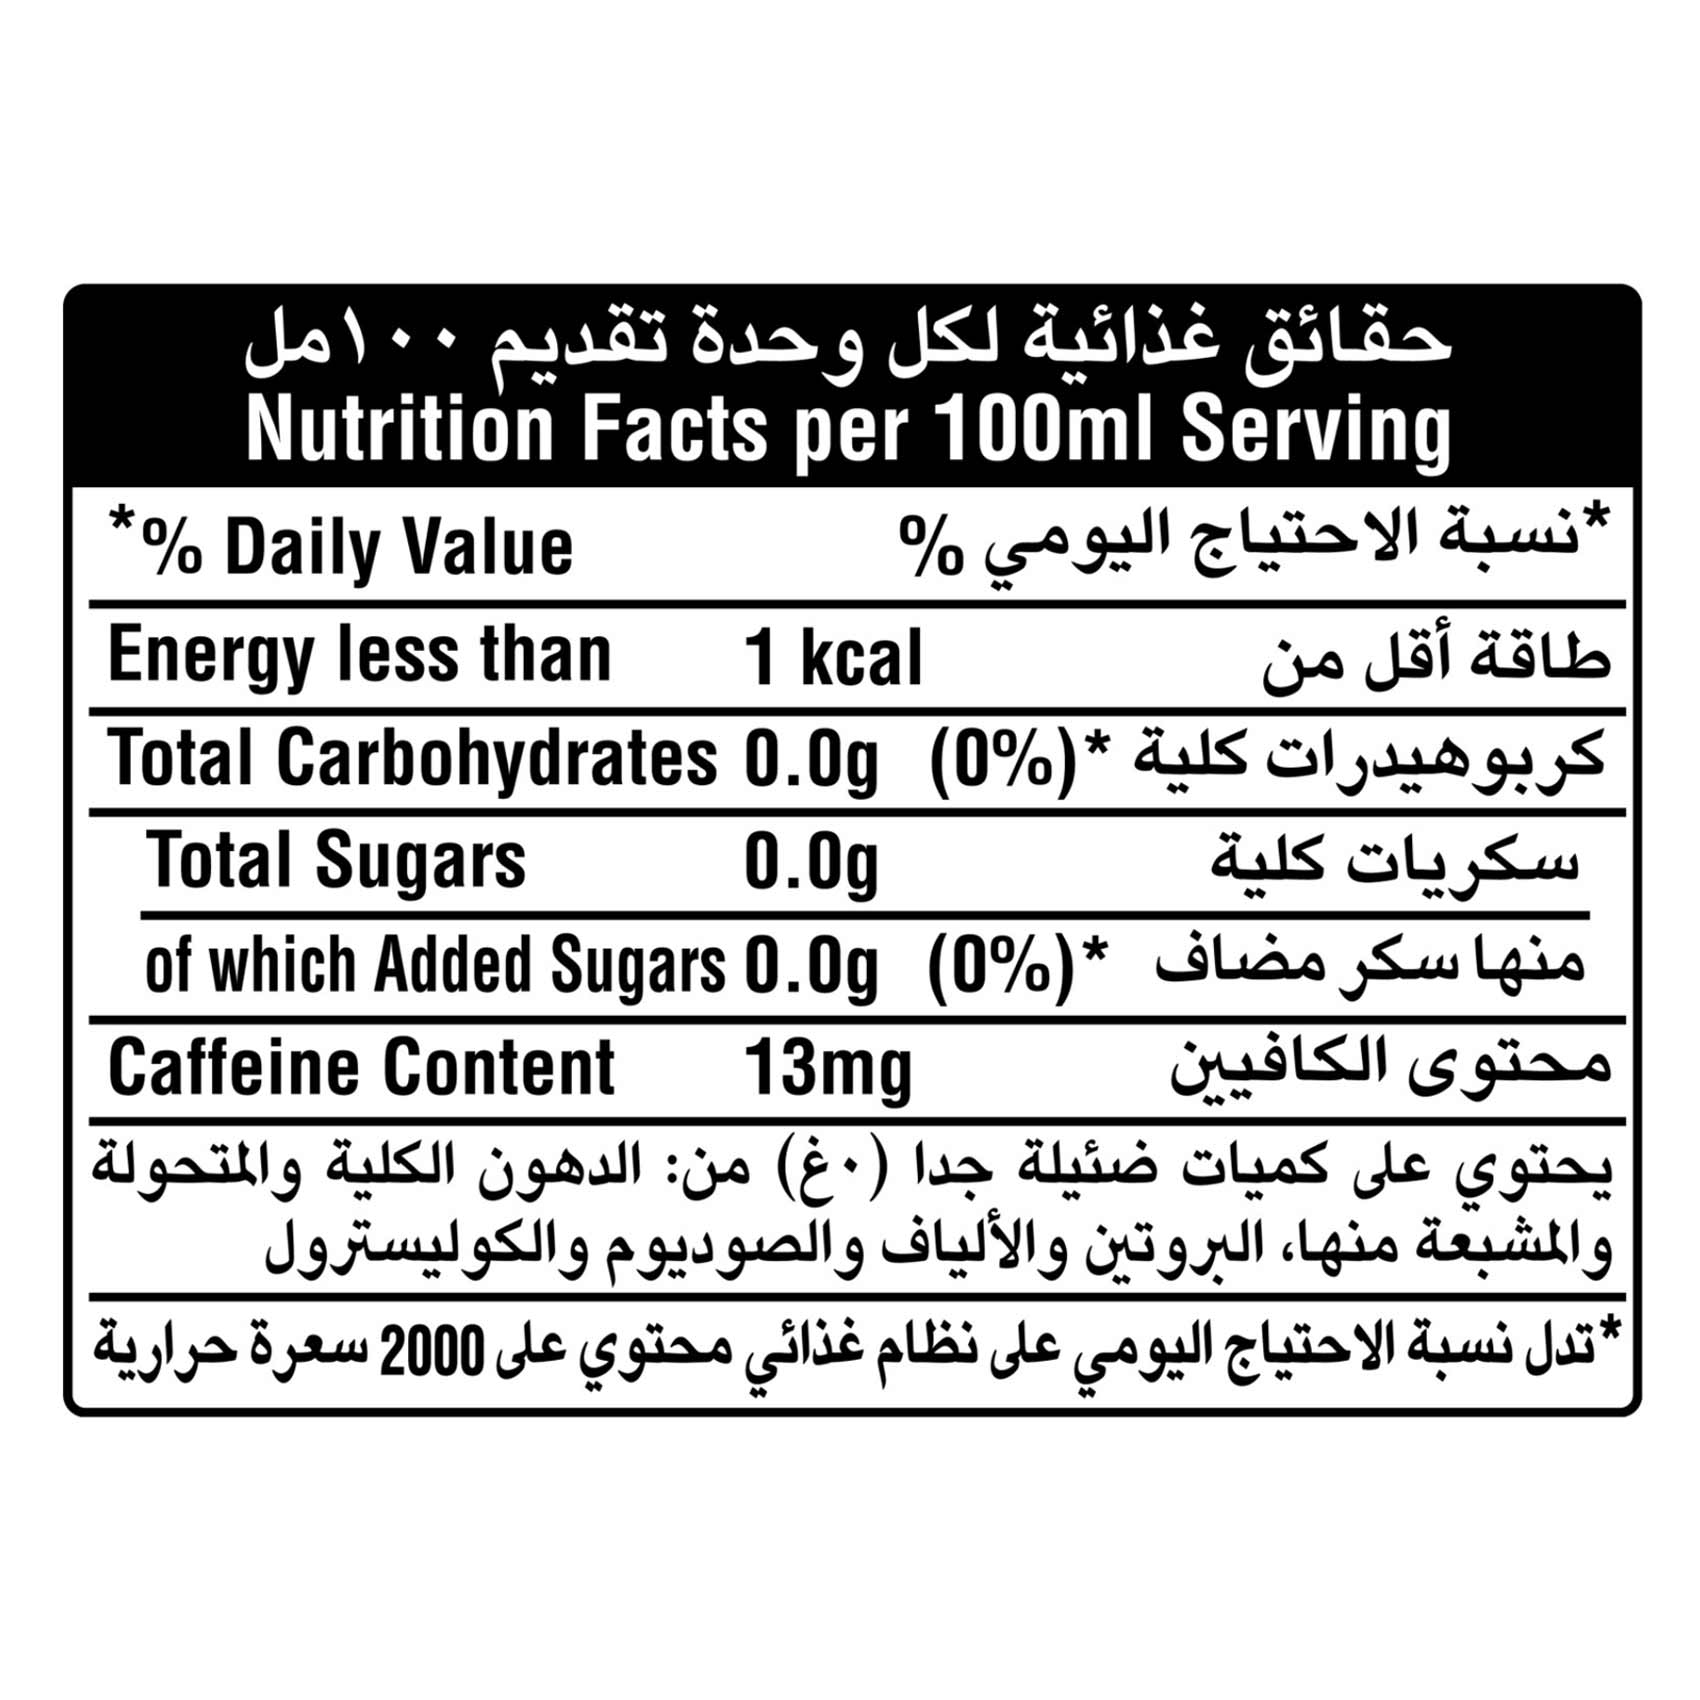 حقائق غذائية لكل وحدة تقديم ١٠٠مل
Nutrition Facts per 100ml Serving
*% Daily Value % نسبة الاحتياج اليومي*
Energy less than 1 kcal طاقة أقل من
Total Carbohydrates 0.0g (0%)* كربوهيدرات كلية
Total Sugars 0.0g سكريات كلية
of which Added Sugars 0.0g (0%)* منها سكر مضاف
Caffeine Content 13mg محتوى الكافيين
يحتوي على كميات ضئيلة جدا (٠غ) من: الدهون الكلية والمتحولة
والمشبعة منها، البروتين والألياف والصوديوم والكوليسترول
*تدل نسبة الاحتياج اليومي على نظام غذائي محتوي على 2000 سعرة حرارية